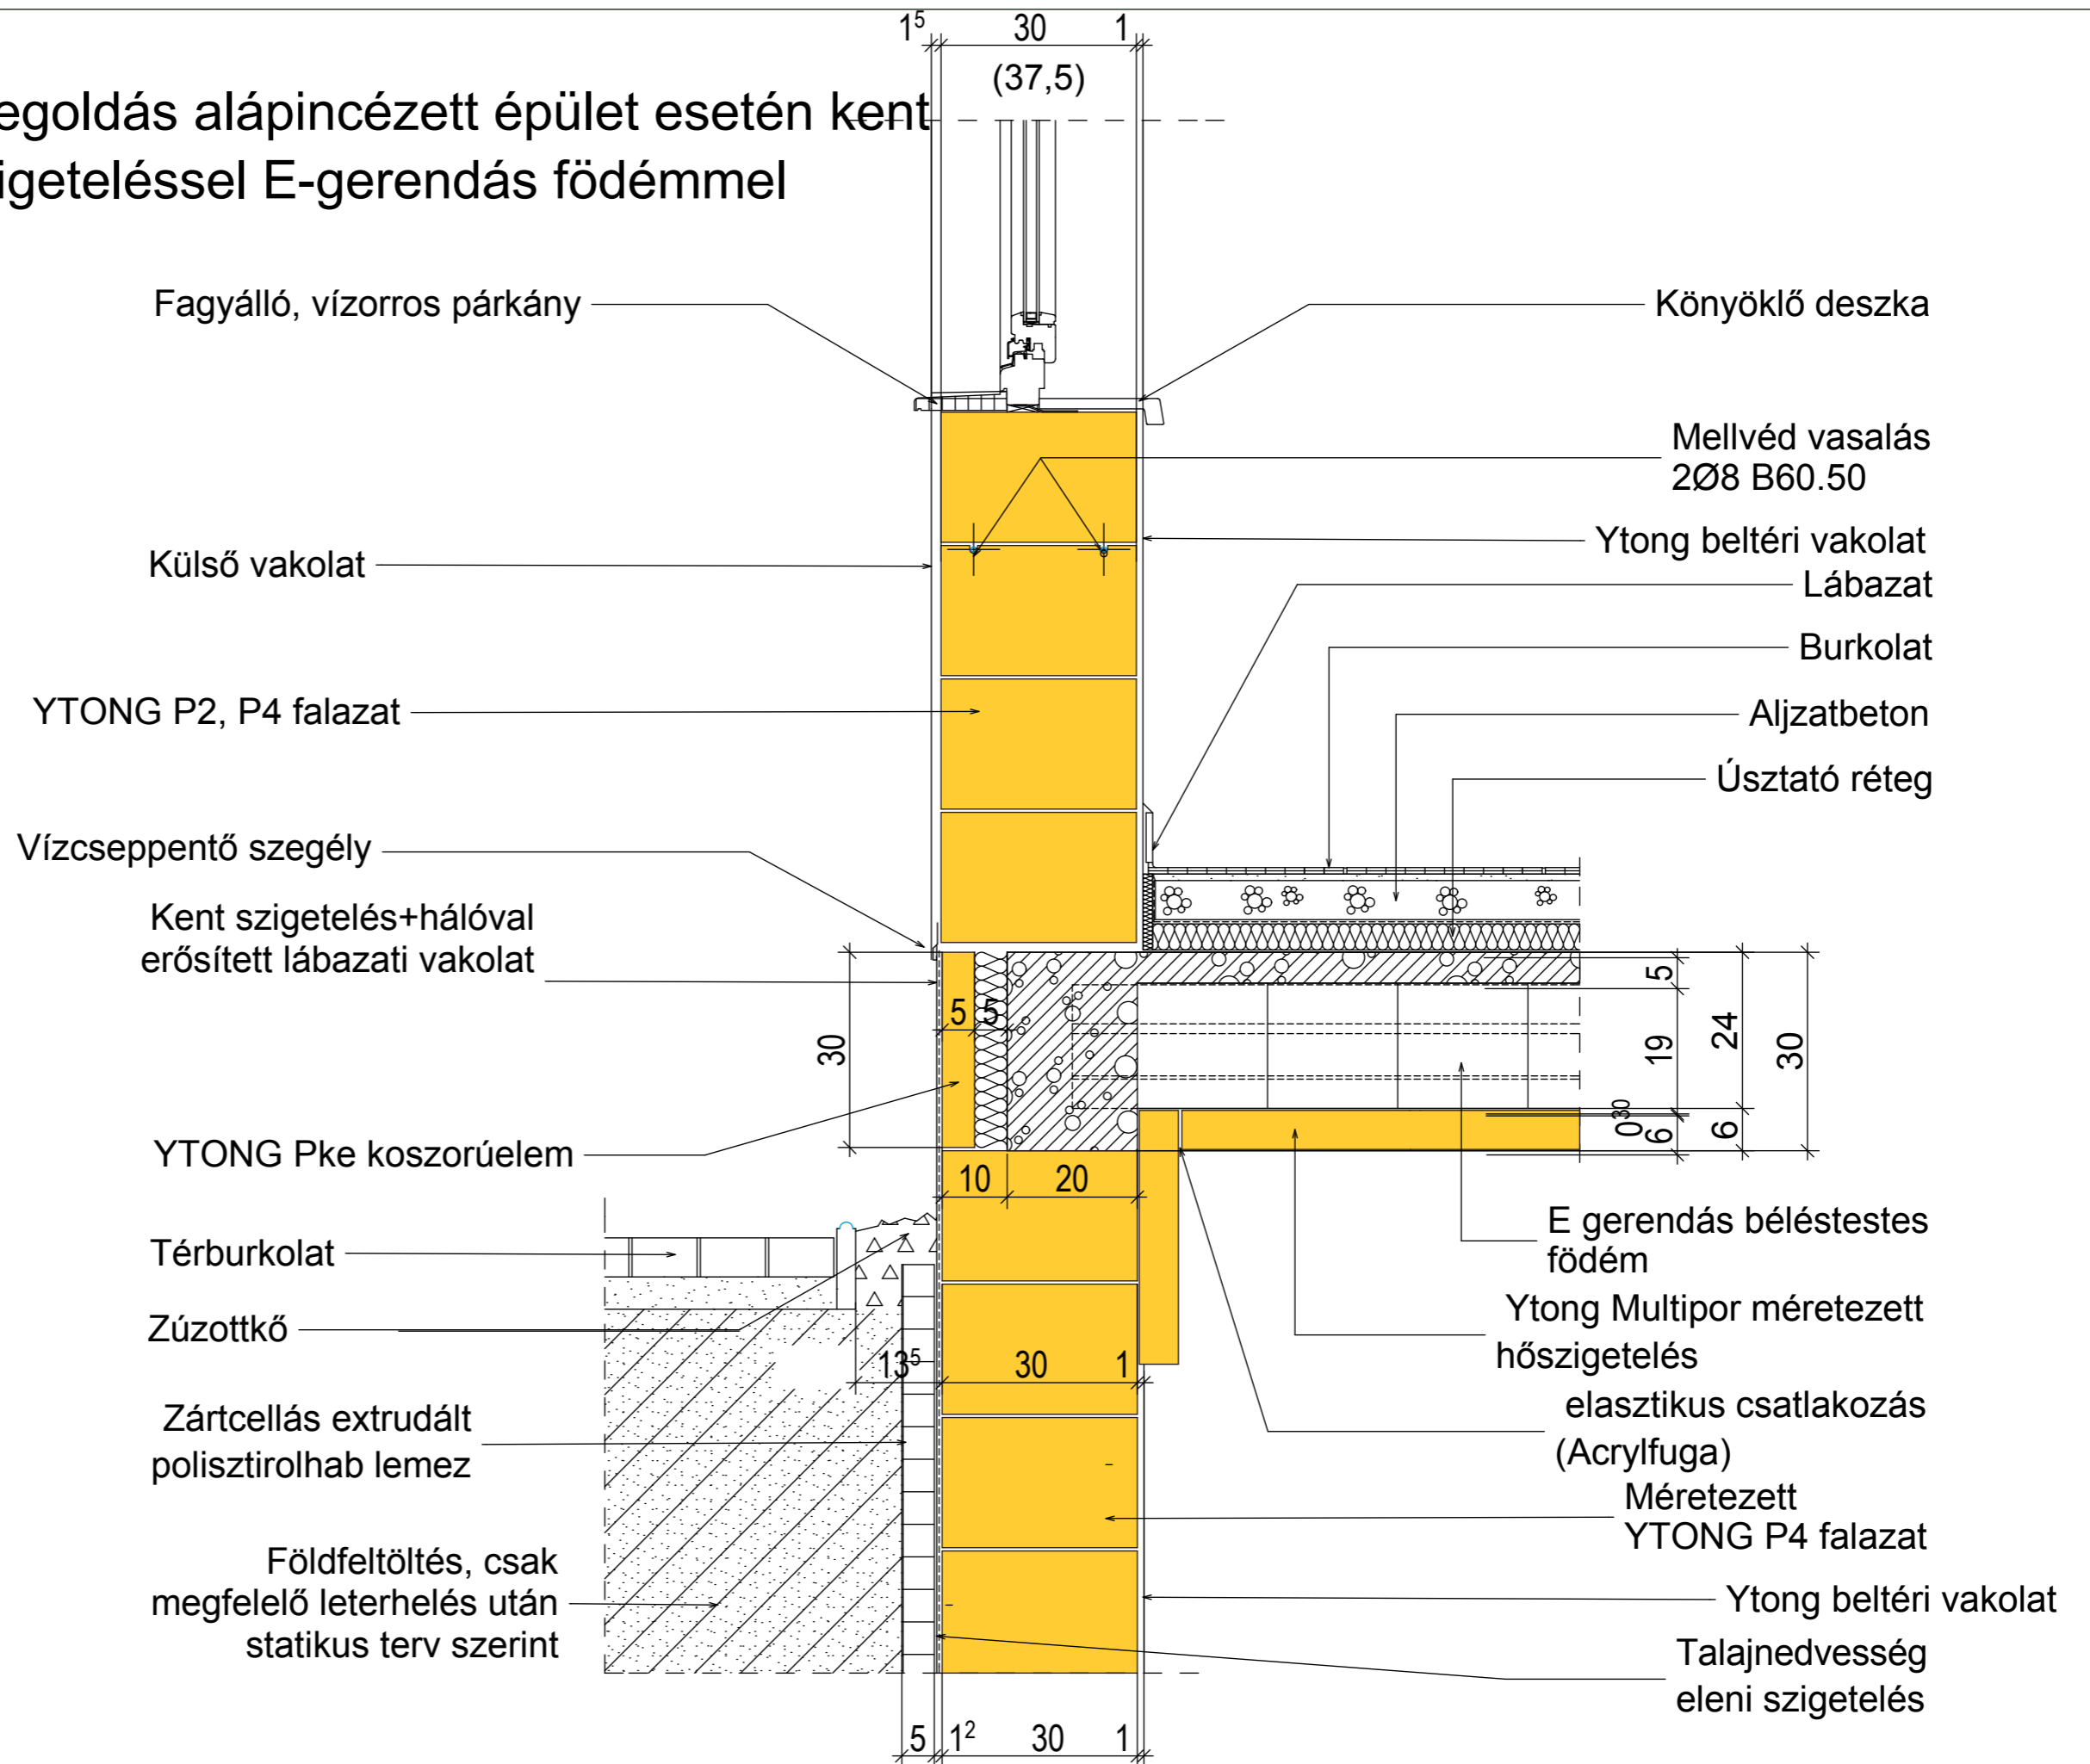 1⁵ 30 1
(37,5)
egoldás alápincézett épület esetén kent
igeteléssel E-gerendás födémmel
Fagyálló, vízorros párkány
Könyöklő deszka
Mellvéd vasalás
2Ø8 B60.50
Ytong beltéri vakolat
Külső vakolat
Lábazat
Burkolat
YTONG P2, P4 falazat
Aljzatbeton
Úsztató réteg
Vízcseppentő szegély
Kent szigetelés+hálóval
erősített lábazati vakolat
5 5
30
5
19
24
30
0³⁰
6
6
YTONG Pke koszorúelem
10 20
E gerendás béléstestes
födém
Térburkolat
Ytong Multipor méretezett
hőszigetelés
Zúzottkő
13⁵ 30 1
elasztikus csatlakozás
(Acrylfuga)
Zártcellás extrudált
polisztirolhab lemez
Méretezett
YTONG P4 falazat
Földfeltöltés, csak
megfelelő leterhelés után
statikus terv szerint
Ytong beltéri vakolat
Talajnedvesség
eleni szigetelés
5 1² 30 1